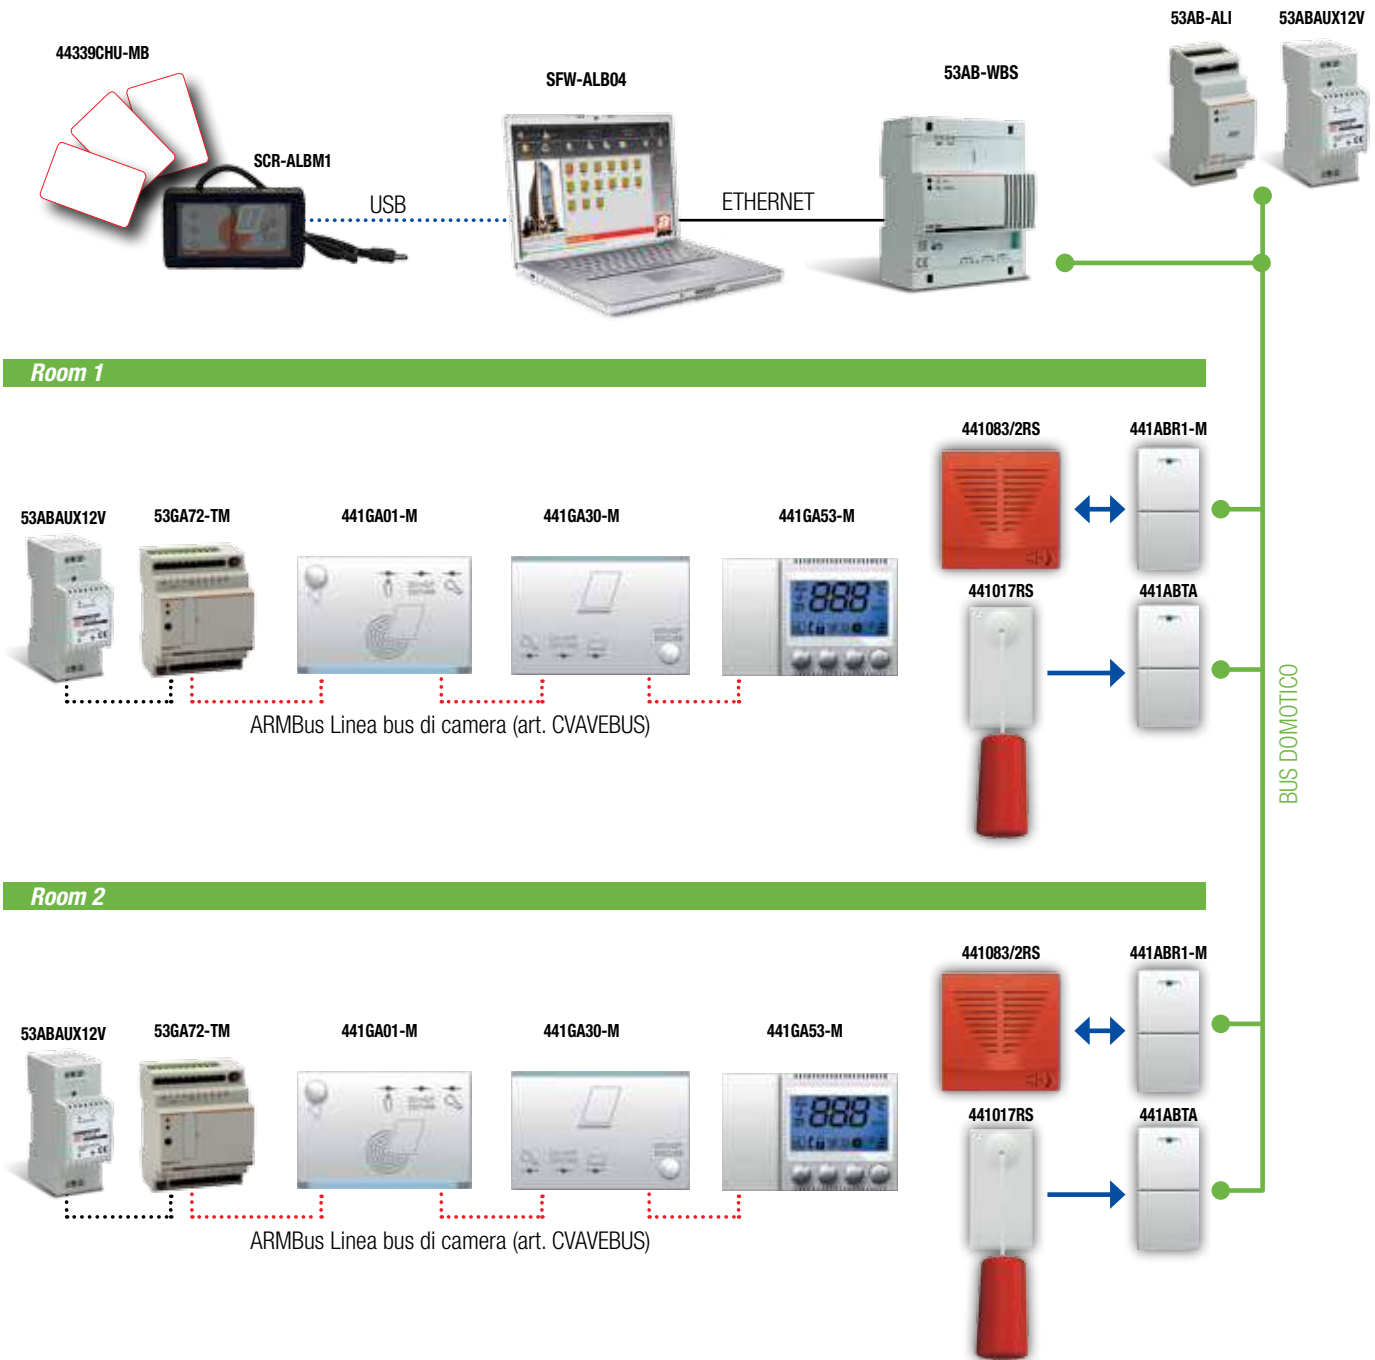 53AB-ALI
53ABAUX12V
44339CHU-MB
SFW-ALB04
53AB-WBS
SCR-ALBM1
USB
ETHERNET
Room 1
441083/2RS
441ABR1-M
53ABAUX12V
53GA72-TM
441GA01-M
441GA30-M
441GA53-M
888
441017RS
441ABTA
ARMBus Linea bus di camera (art. CVAVEBUS)
BUS DOMOTICO
Room 2
441083/2RS
441ABR1-M
53ABAUX12V
53GA72-TM
441GA01-M
441GA30-M
441GA53-M
888
441017RS
441ABTA
ARMBus Linea bus di camera (art. CVAVEBUS)